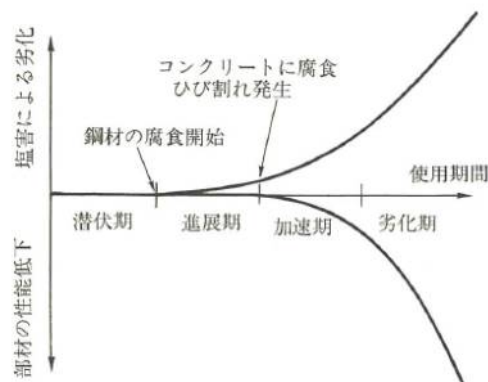 塩害による劣化
コンクリートに腐食
ひび割れ発生
鋼材の腐食開始
使用期間
潜伏期
進展期
加速期
劣化期
部材の性能低下